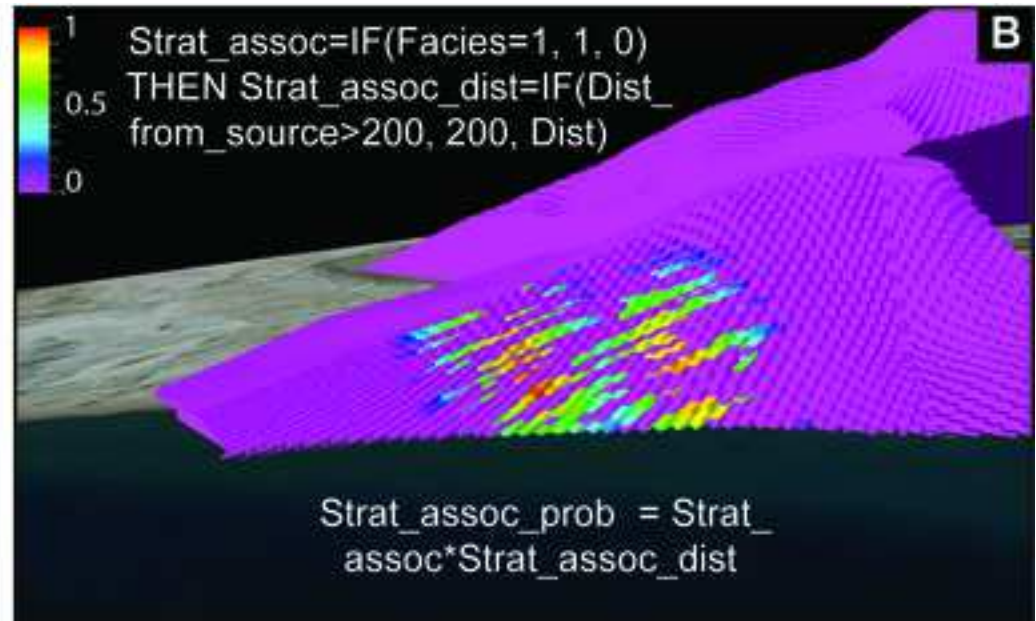 B
1
0.5
0
Strat_assoc=IF(Facies=1, 1, 0)
THEN Strat_assoc_dist=IF(Dist_
from_source>200, 200, Dist)
Strat_assoc_prob = Strat_
assoc*Strat_assoc_dist